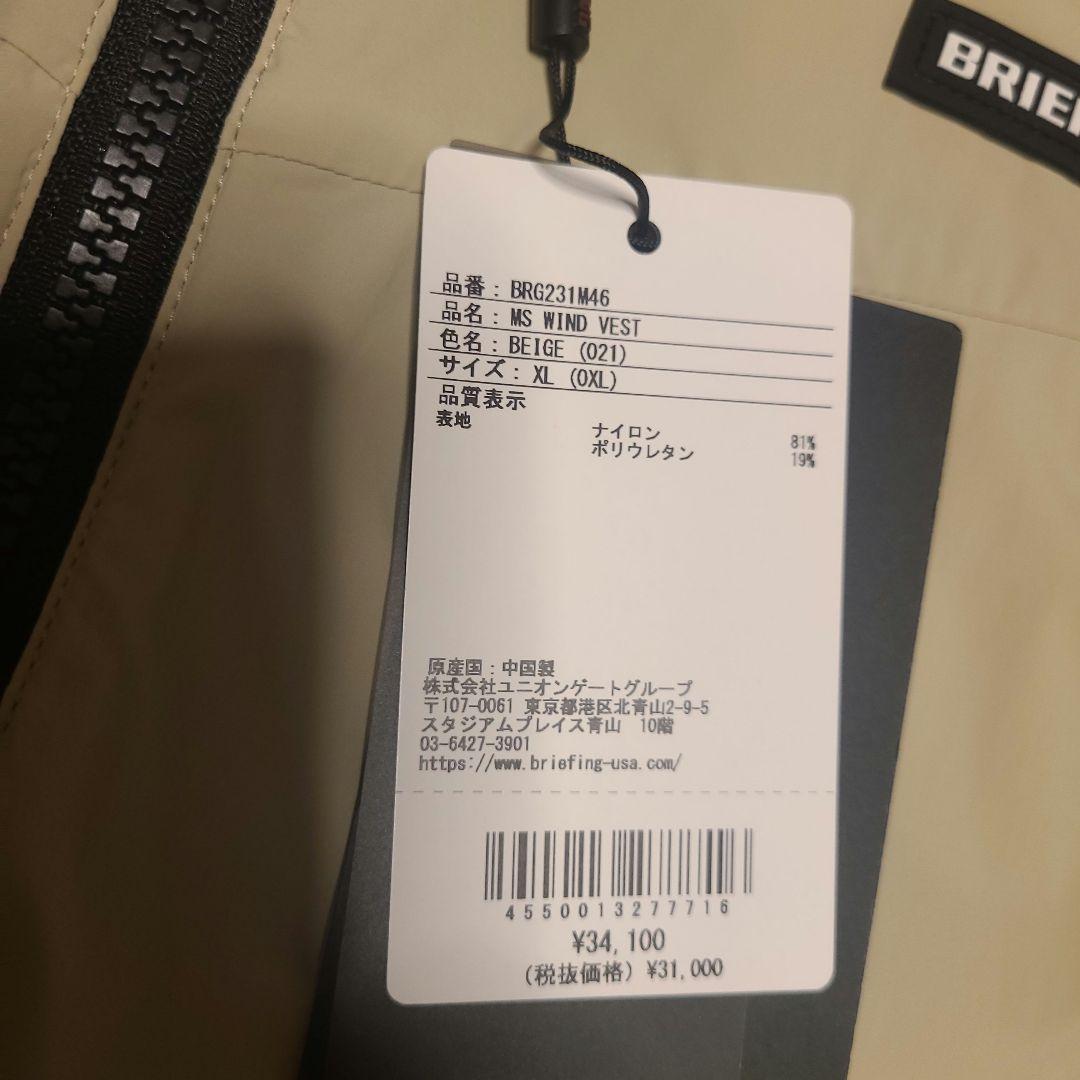 BRIE
品番：BRG231M46
品名：MS WIND VEST
色名：BEIGE (021)
サイズ：XL (0XL)
品質表示
表地 ナイロン 81%
ポリウレタン 19%
原産国：中国製
株式会社ユニオンゲートグループ
〒107-0061 東京都港区北青山2-9-5
スタジアムプレイス青山 10階
03-6427-3901
https://www.briefing-usa.com/
4550013277716
¥34,100
(税抜価格) ¥31,000